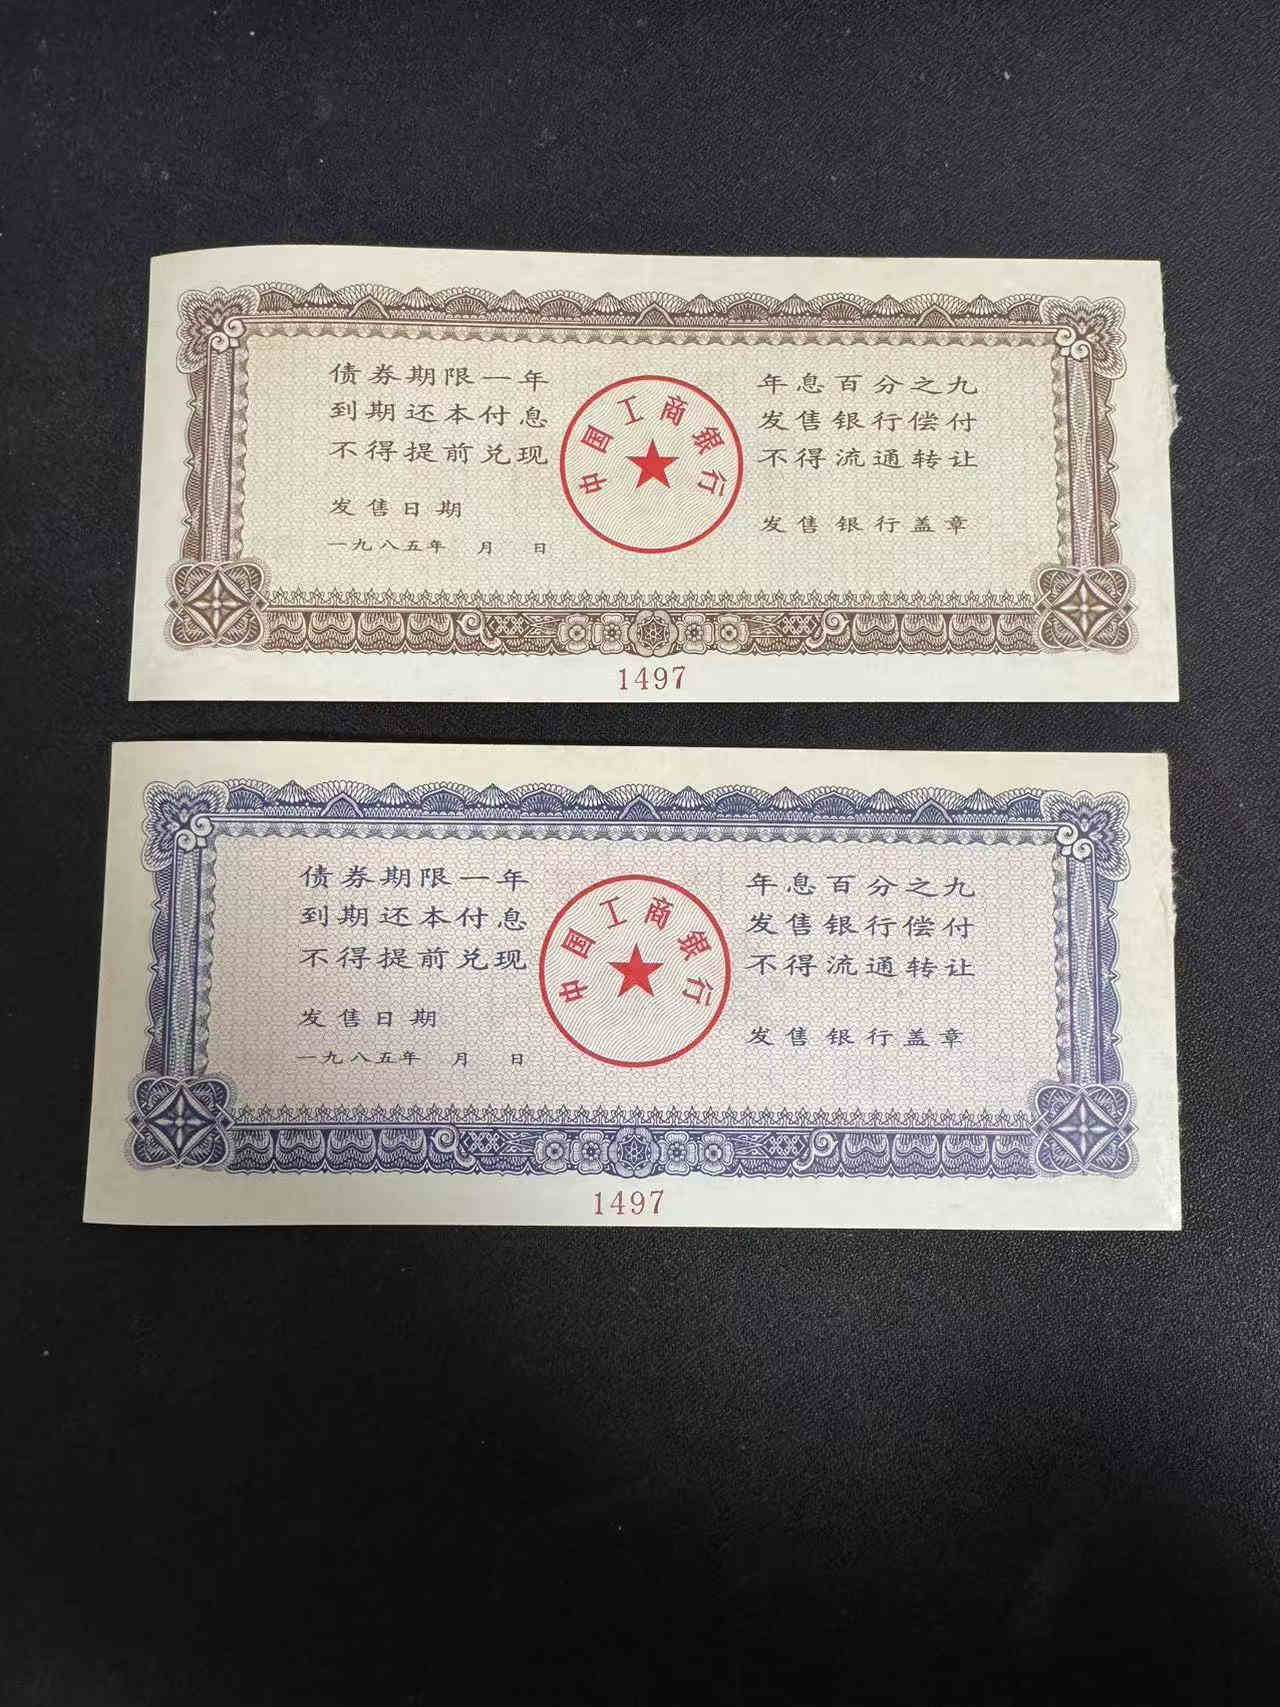 债券期限一年
到期还本付息
不得提前兑现
发售日期
一九八五年 月 日
中国工商银行
年息百分之九
发售银行偿付
不得流通转让
发售银行盖章
1497
债券期限一年
到期还本付息
不得提前兑现
发售日期
一九八五年 月 日
中国工商银行
年息百分之九
发售银行偿付
不得流通转让
发售银行盖章
1497